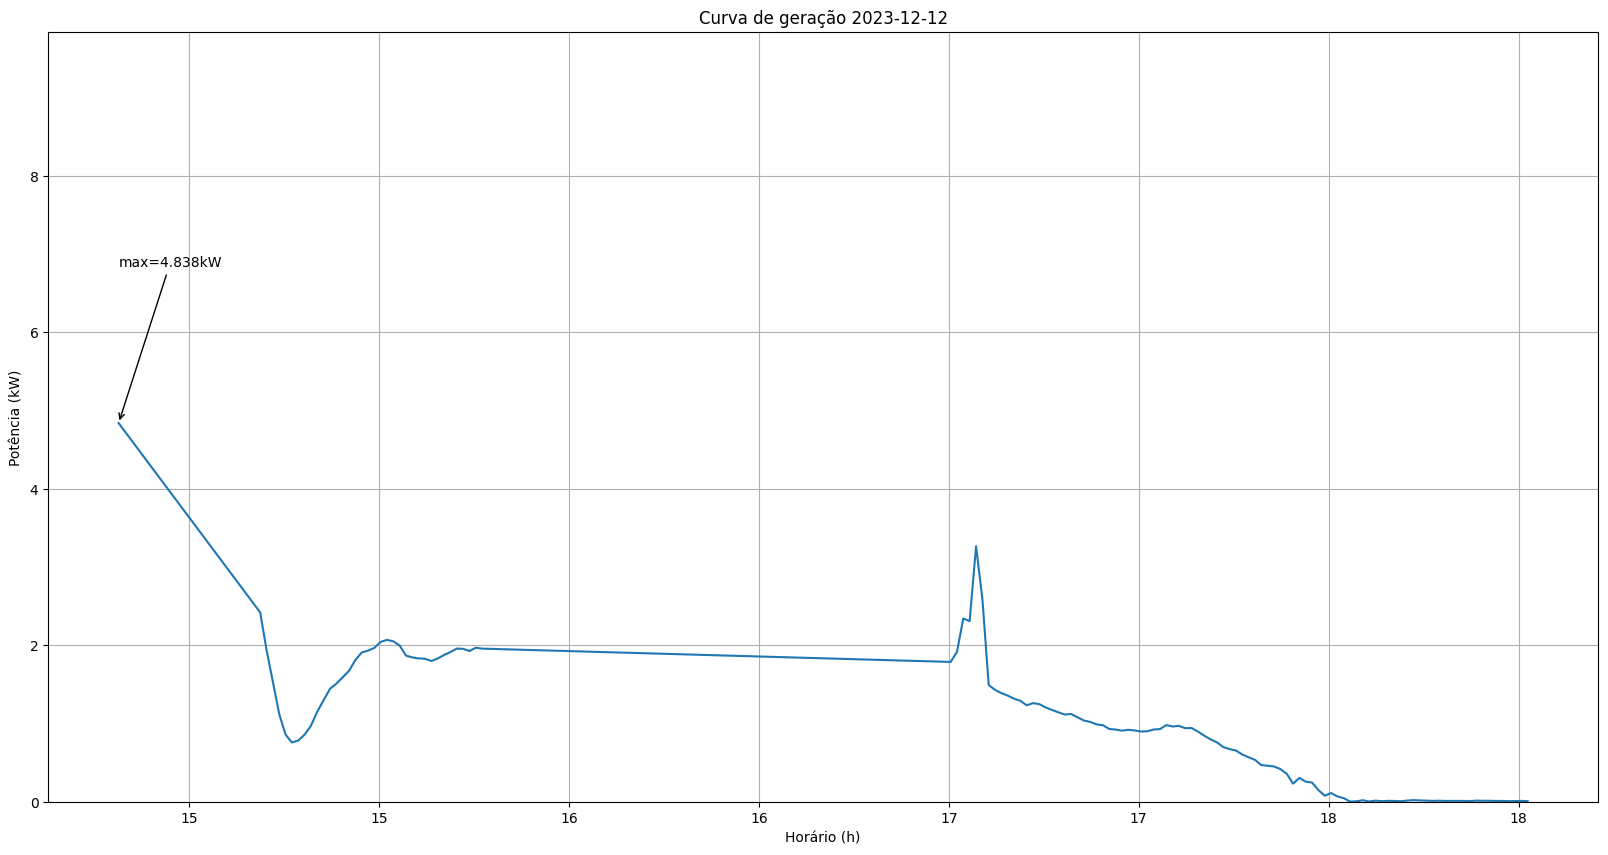 Curva de geração 2023-12-12
8
max=4.838kW
6
Potência (kW)
4
2
0
15 15 16 16 17 17 18 18
Horário (h)